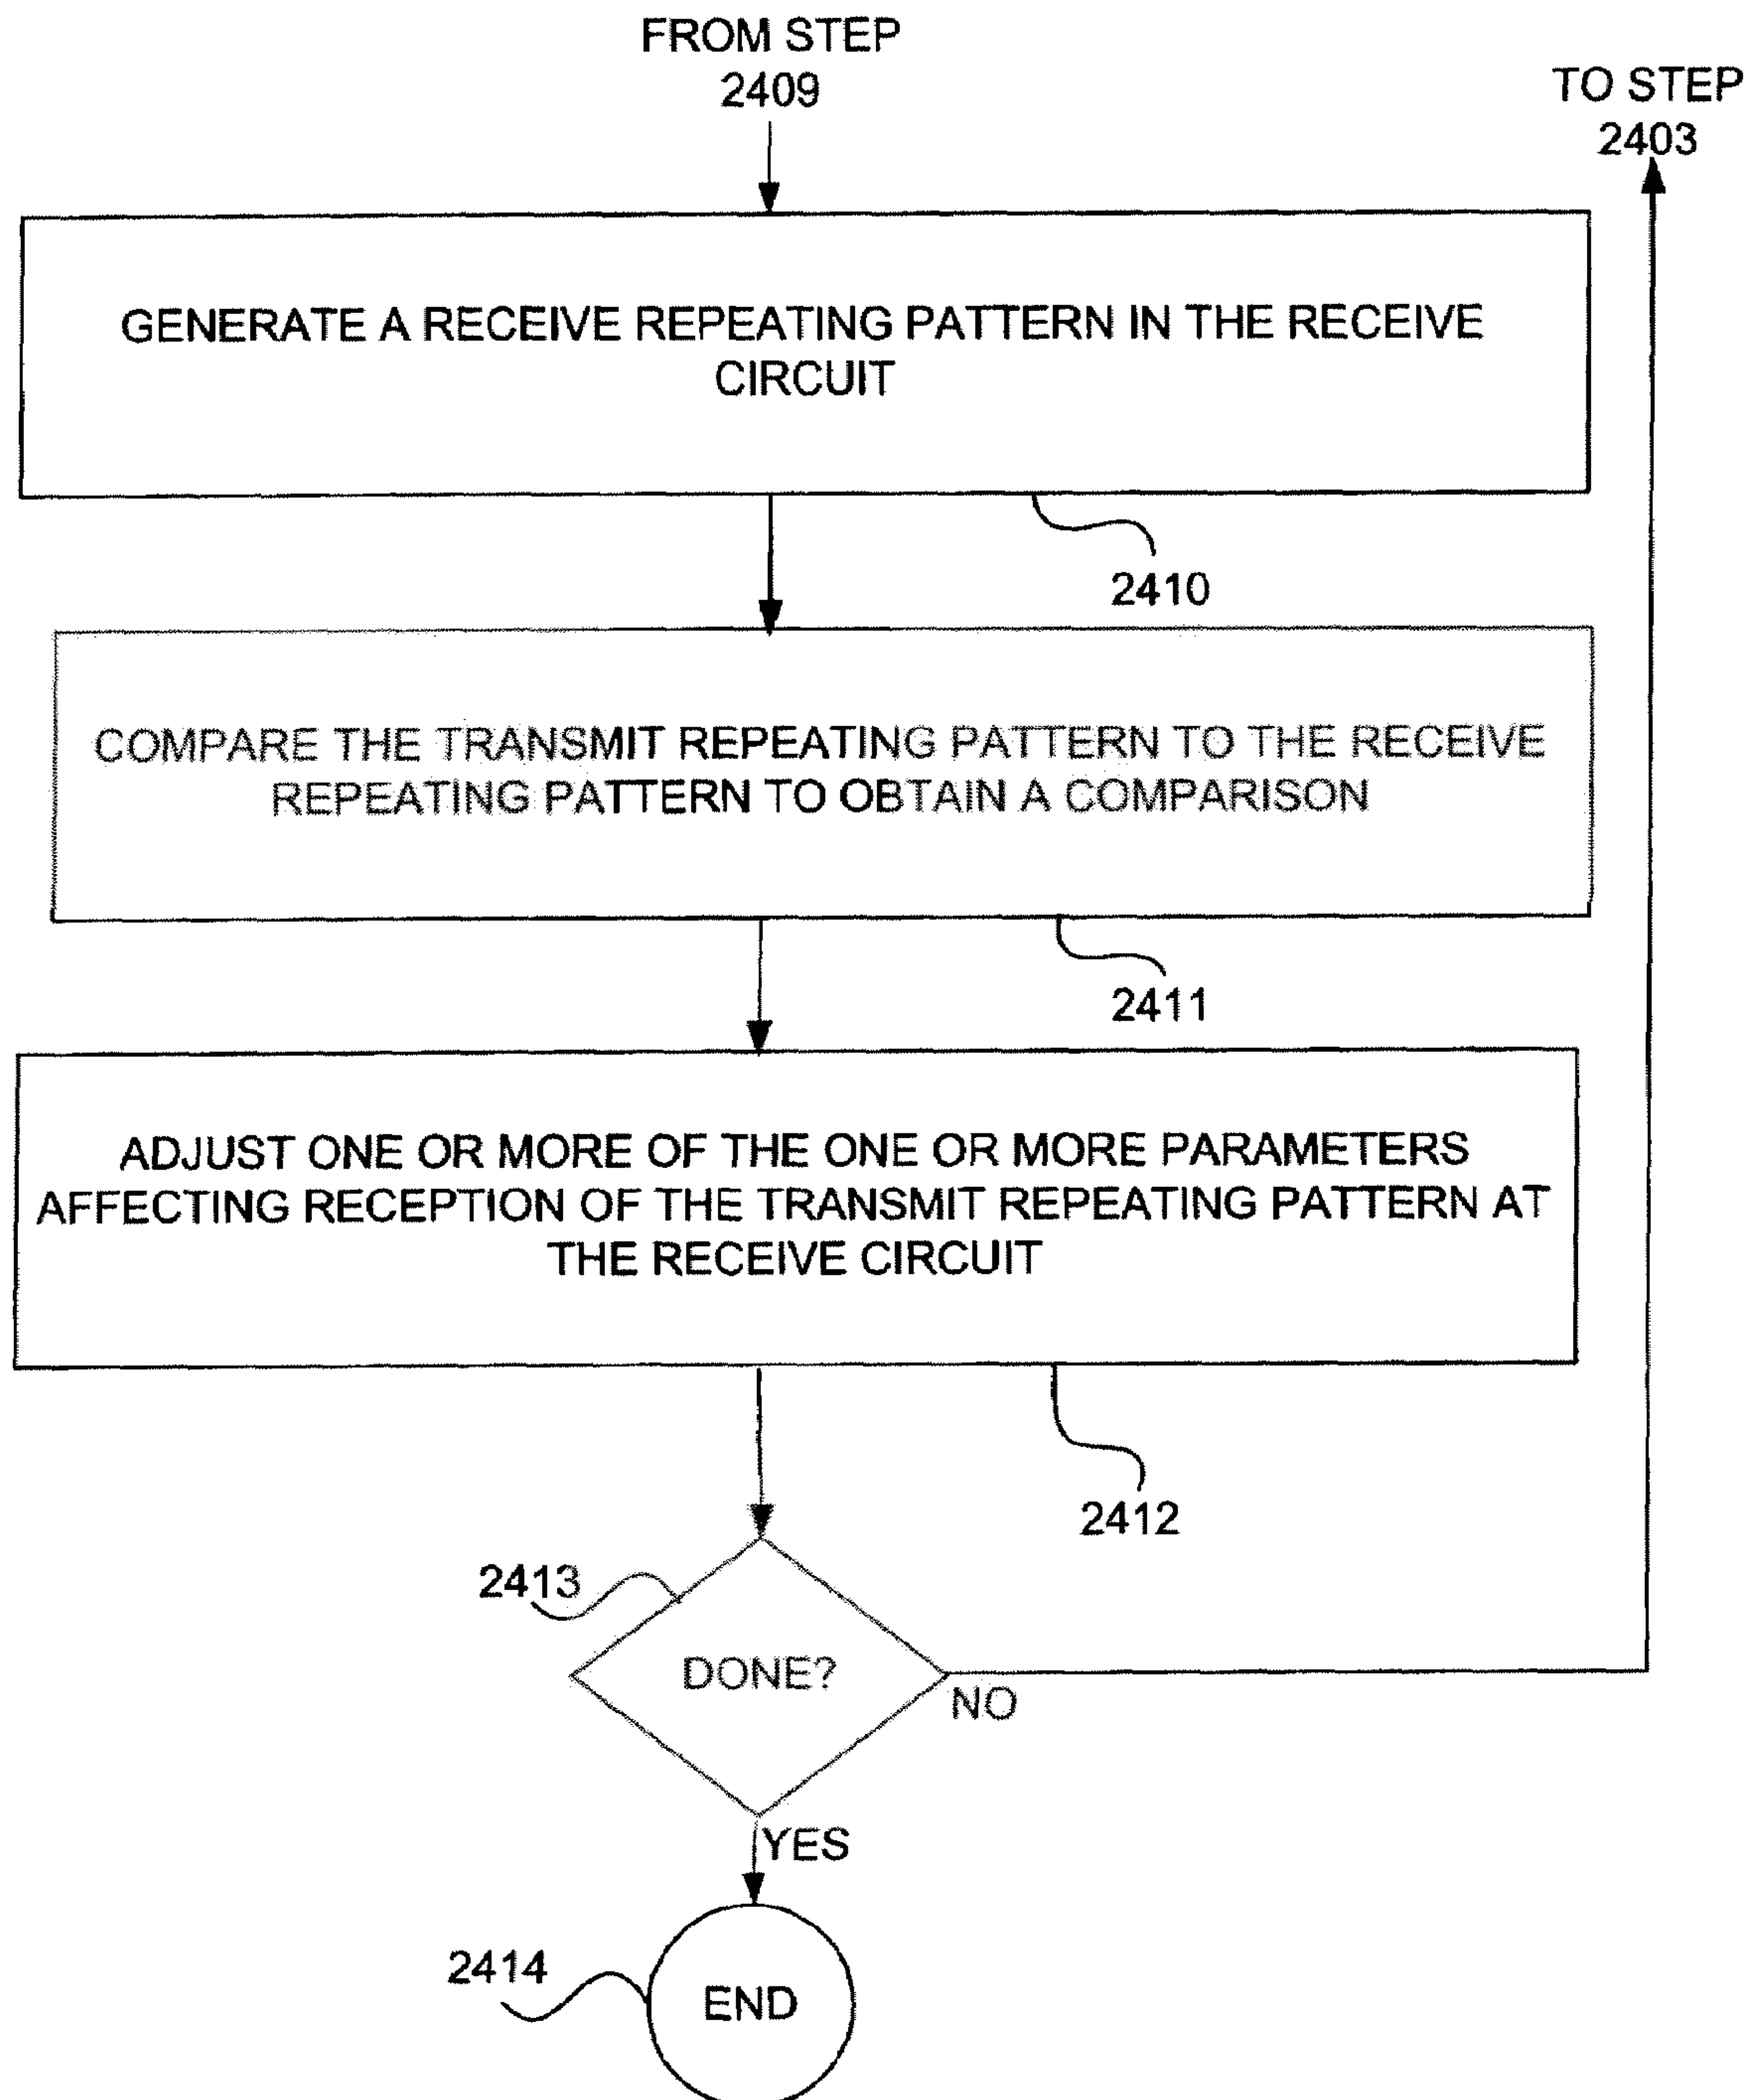 FROM STEP
2409
TO STEP
2403
GENERATE A RECEIVE REPEATING PATTERN IN THE RECEIVE
CIRCUIT
2410
COMPARE THE TRANSMIT REPEATING PATTERN TO THE RECEIVE
REPEATING PATTERN TO OBTAIN A COMPARISON
2411
ADJUST ONE OR MORE OF THE ONE OR MORE PARAMETERS
AFFECTING RECEPTION OF THE TRANSMIT REPEATING PATTERN AT
THE RECEIVE CIRCUIT
2412
2413
DONE?
NO
YES
2414
END